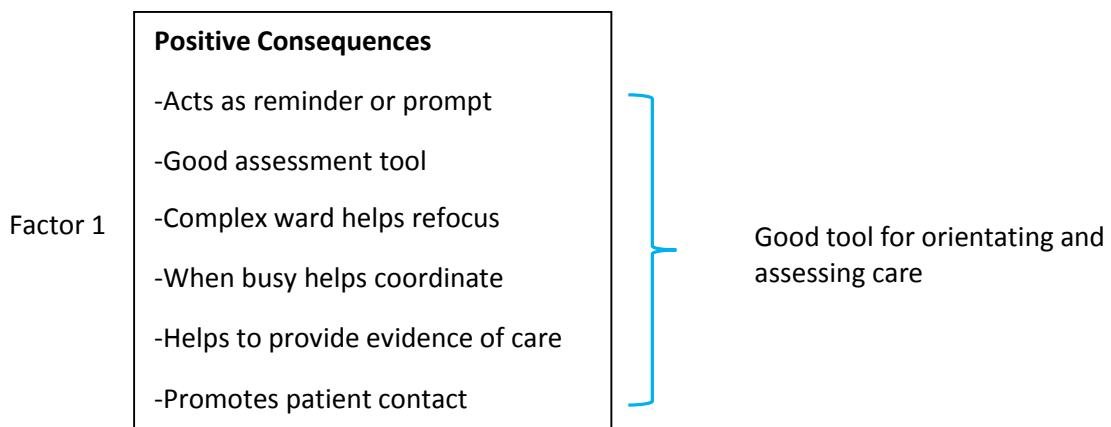 Positive Consequences
-Acts as reminder or prompt
-Good assessment tool
Factor 1
-Complex ward helps refocus
-When busy helps coordinate
-Helps to provide evidence of care
-Promotes patient contact
Good tool for orientating and
assessing care